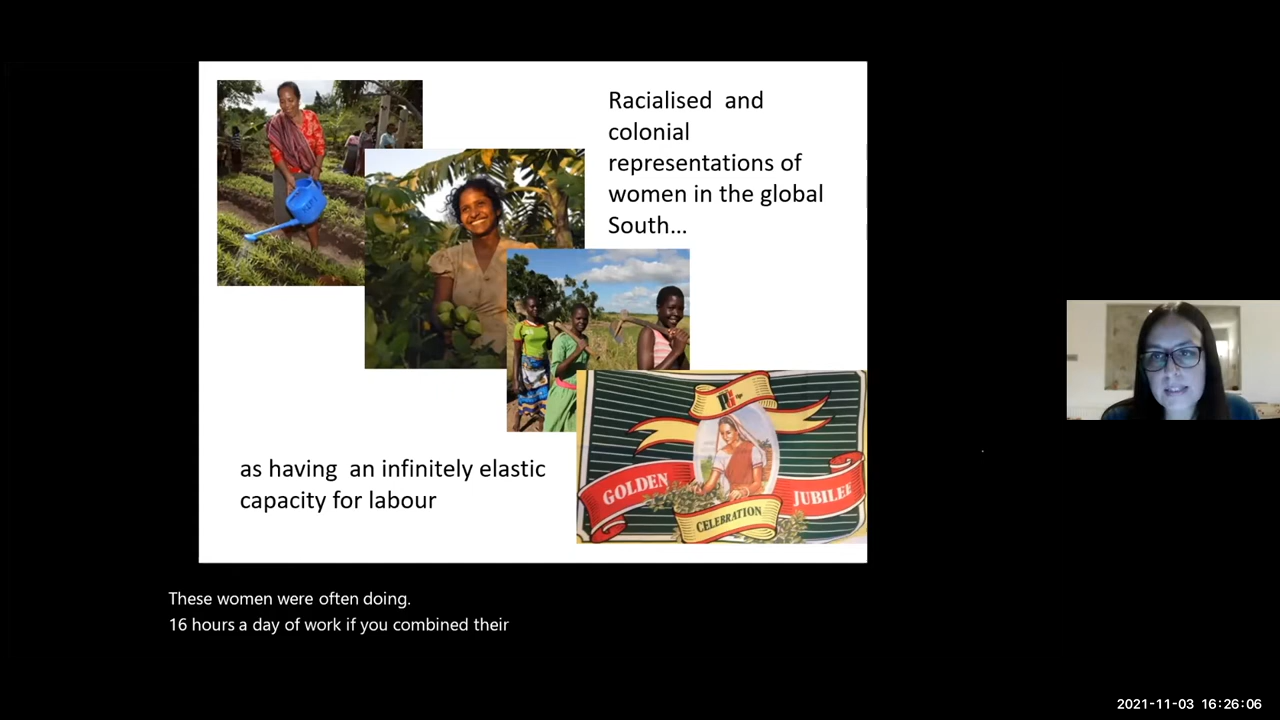 Racialised and
colonial
representations of
women in the global
South...
as having an infinitely elastic
capacity for labour
GOLDEN
CELEBRATION
JUBILEE
These women were often doing.
16 hours a day of work if you combined their
2021-11-03 16:26:06